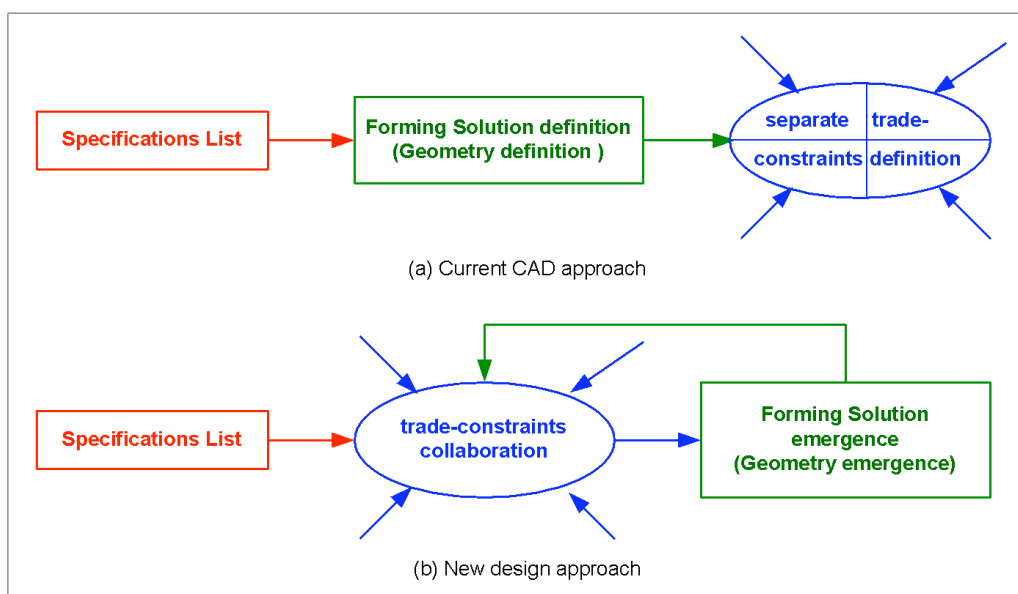 Specifications List
Forming Solution definition
(Geometry definition )
separate trade-
constraints definition
(a) Current CAD approach
Specifications List
trade-constraints
collaboration
Forming Solution
emergence
(Geometry emergence)
(b) New design approach